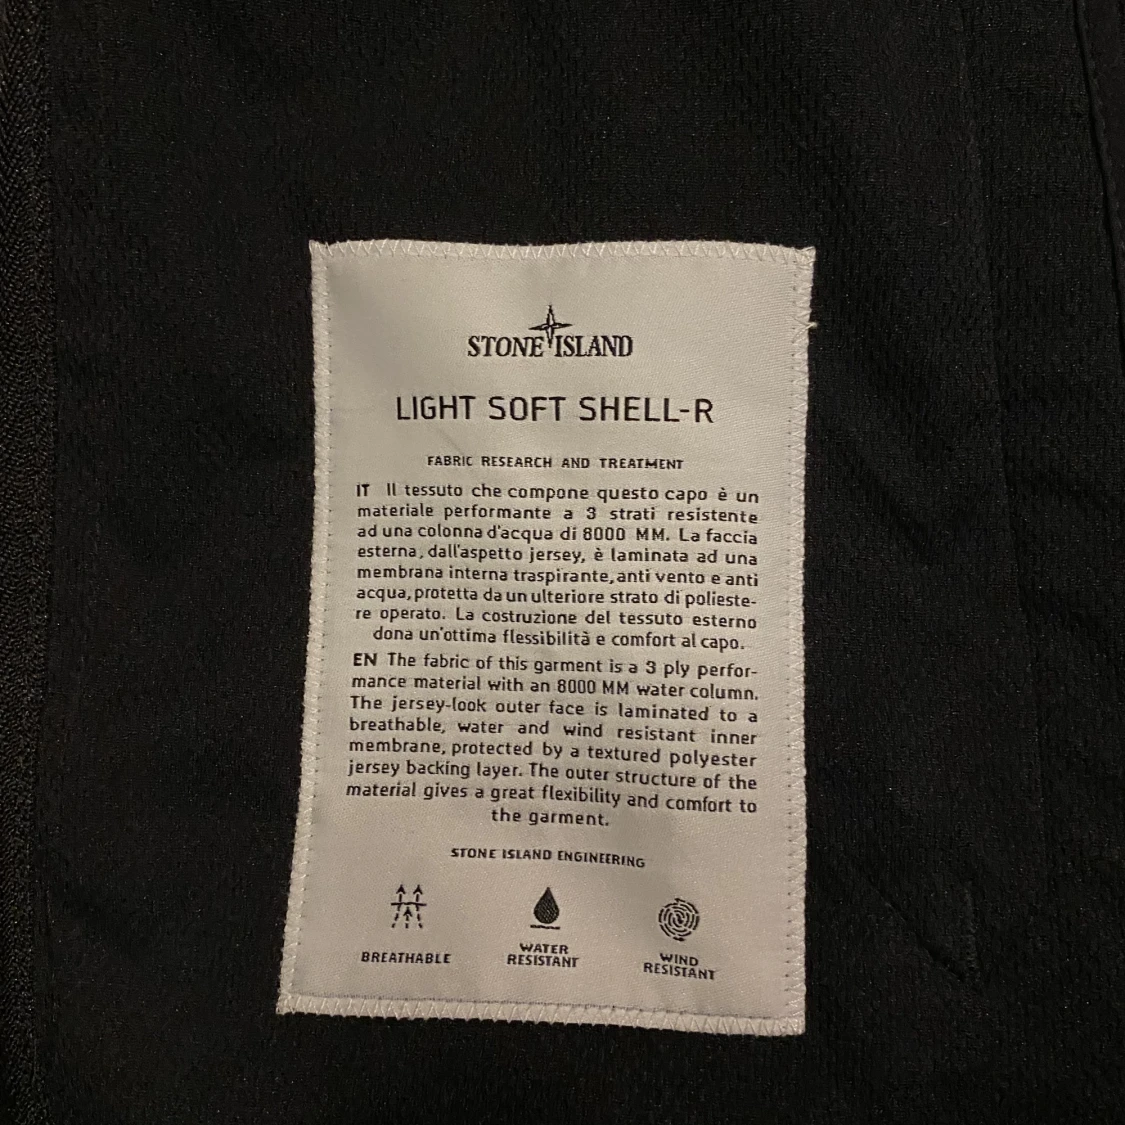 STONE ISLAND
LIGHT SOFT SHELL-R
FABRIC RESEARCH AND TREATMENT
IT Il tessuto che compone questo capo è un
materiale performante a 3 strati resistente
ad una colonna d'acqua di 8000 MM. La faccia
esterna, dall'aspetto jersey, è laminata ad una
membrana interna traspirante, anti vento e anti
acqua, protetta da un ulteriore strato di polieste-
re operato. La costruzione del tessuto esterno
dona un'ottima flessibilità e comfort al capo.
EN The fabric of this garment is a 3 ply perfor-
mance material with an 8000 MM water column.
The jersey-look outer face is laminated to a
breathable, water and wind resistant inner
membrane, protected by a textured polyester
jersey backing layer. The outer structure of the
material gives a great flexibility and comfort to
the garment.
STONE ISLAND ENGINEERING
BREATHABLE
WATER
RESISTANT
WIND
RESISTANT